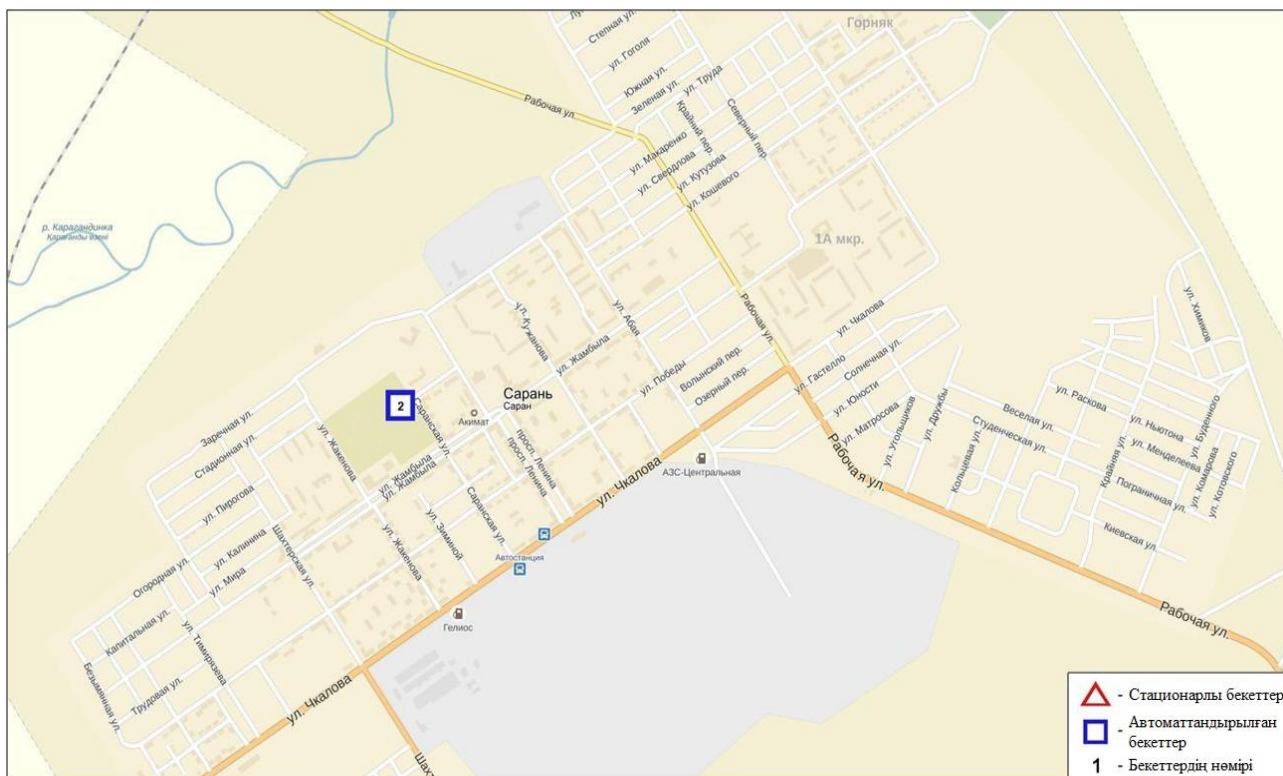 Горняк
Степная ул.
ул. Гоголя
Южная ул.
Зеленая ул.
ул. Труда
Рабочая ул.
Крайний пер.
Северный пер.
ул. Макаренко
ул. Свердлова
ул. Кутузова
ул. Кошевого
р. Карагандинка
Қарағанды өзені
1А мкр.
ул. Химиков
ул. Кужанова
ул. Абая
Рабочая ул.
ул. Чкалова
ул. Жамбыла
ул. Победы
Волынский пер.
Озерный пер.
ул. Гастелло
Солнечная ул.
ул. Юности
ул. Матросова
ул. Угольщиков
ул. Дружбы
Сарань
Саран
2
Акимат
Саранская ул.
Заречная ул.
Стадионная ул.
ул. Жакенова
ул. Жамбыла
ул. Жамбыла
просп. Ленина
просп. Ленина
ул. Раскова
Веселая ул.
Студенческая ул.
Кольцевая ул.
ул. Ньютона
ул. Менделеева
ул. Буденного
Крайняя ул.
Пограничная ул.
ул. Комарова
ул. Котовского
Киевская ул.
АЗС-Центральная
ул. Чкалова
Рабочая ул.
ул. Пирогова
Шахтерская ул.
ул. Калинина
ул. Мира
Огородная ул.
ул. Зиминой
Саранская ул.
ул. Жакенова
Автостанция
Гелиос
Капитальная ул.
ул. Тимирязева
Безымянная ул.
Трудовая ул.
ул. Чкалова
Рабочая ул.
- Стационарлы бекеттер
- Автоматтандырылған
бекеттер
1 - Бекеттердің нөмірі